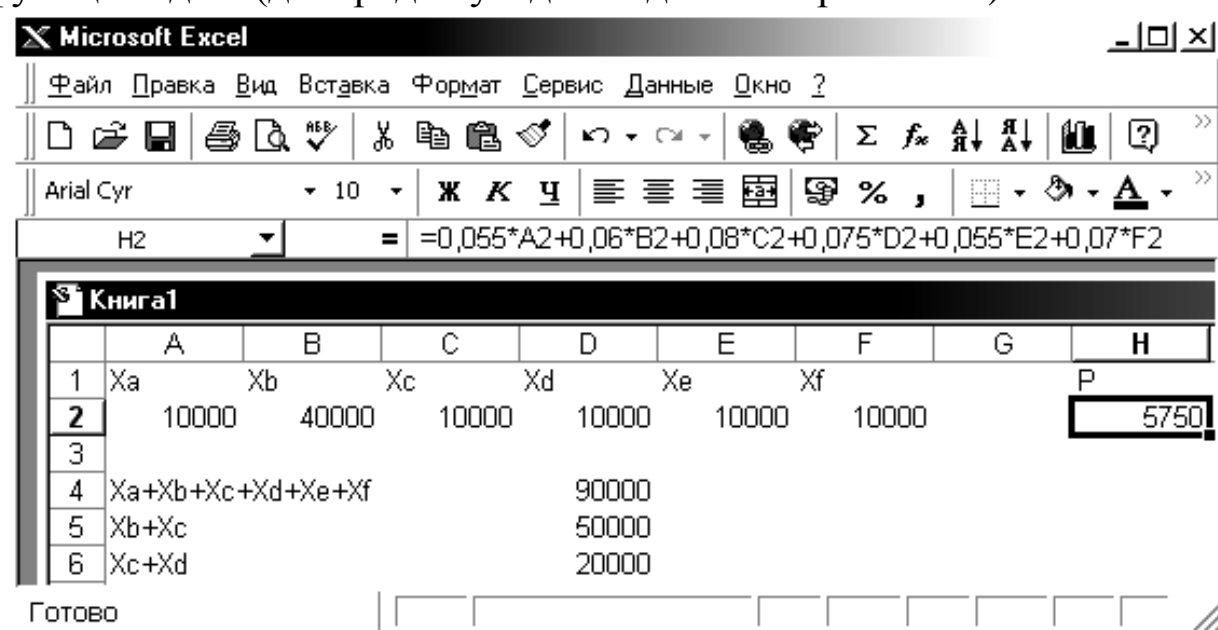 Microsoft Excel
Файл Правка Вид Вставка Формат Сервис Данные Окно ?
Arial Cyr 10 Ж К Ч % ,
H2 = =0,055*A2+0,06*B2+0,08*C2+0,075*D2+0,055*E2+0,07*F2
Книга1
A B C D E F G H
1 Xa Xb Xc Xd Xe Xf P
2 10000 40000 10000 10000 10000 10000 5750
3
4 Xa+Xb+Xc+Xd+Xe+Xf 90000
5 Xb+Xc 50000
6 Xc+Xd 20000
Готово